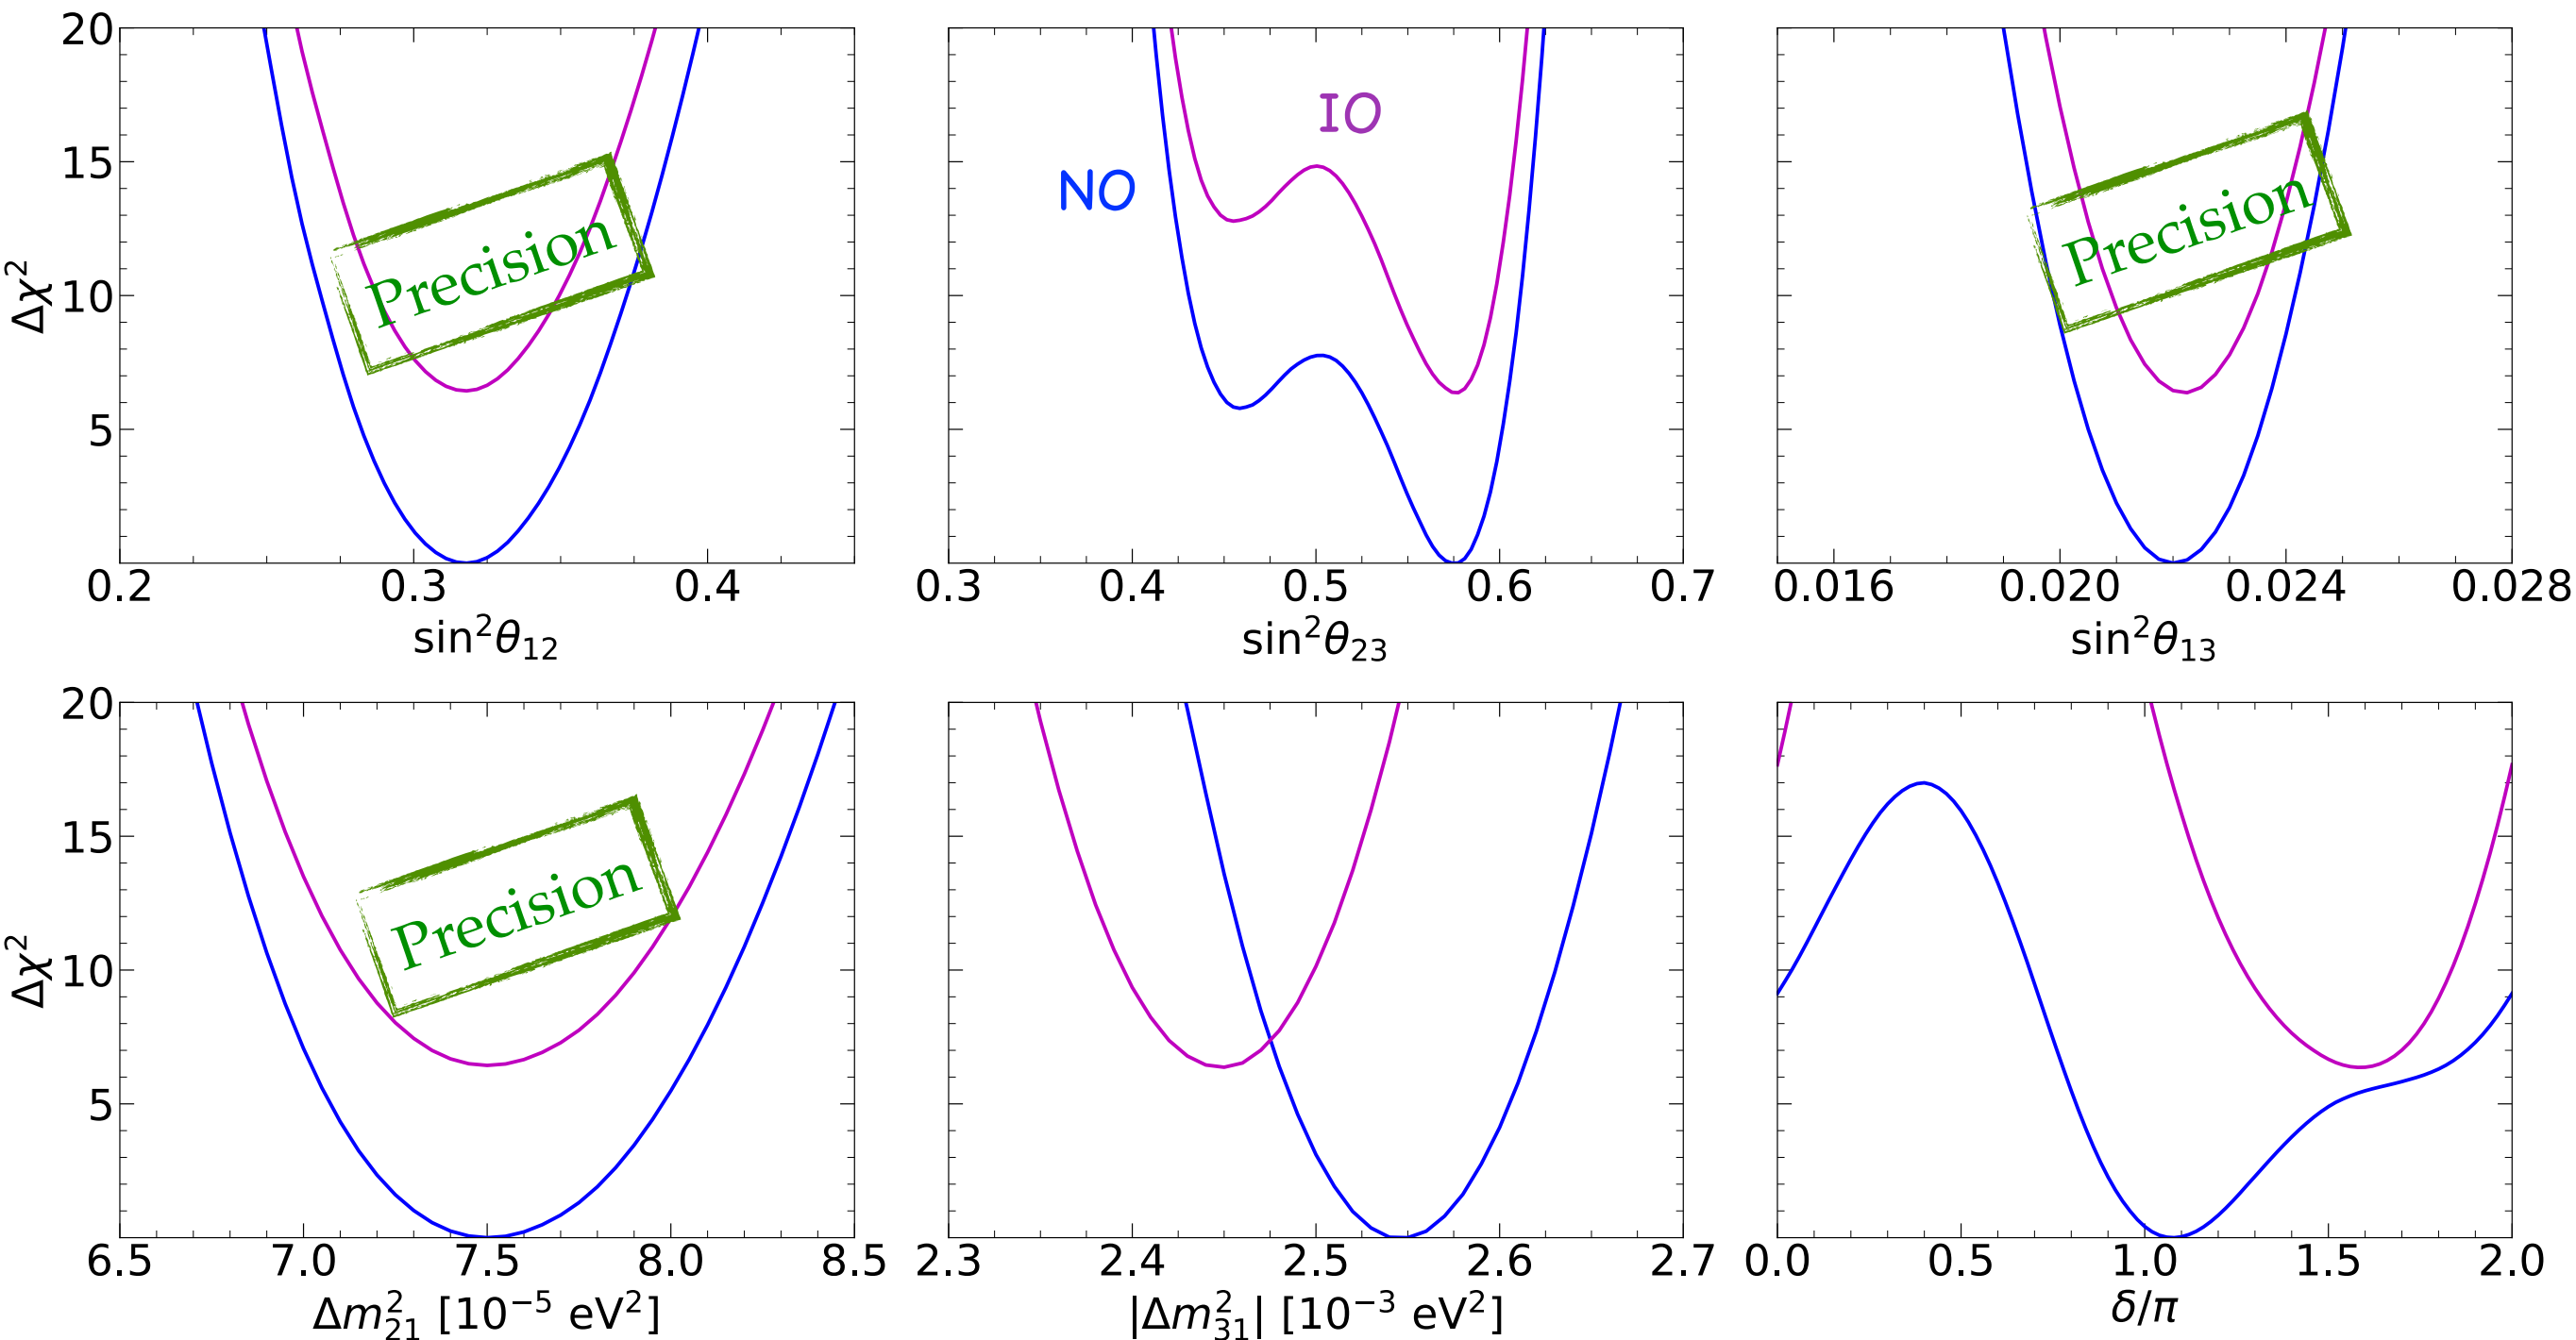 20
15
10
5
Δχ²
0.2 0.3 0.4
sin²θ₁₂
Precision
NO
IO
0.3 0.4 0.5 0.6 0.7
sin²θ₂₃
Precision
0.016 0.020 0.024 0.028
sin²θ₁₃
20
15
10
5
Δχ²
6.5 7.0 7.5 8.0 8.5
Δm²₂₁ [10⁻⁵ eV²]
Precision
2.3 2.4 2.5 2.6 2.7
|Δm²₃₁| [10⁻³ eV²]
0.0 0.5 1.0 1.5 2.0
δ/π